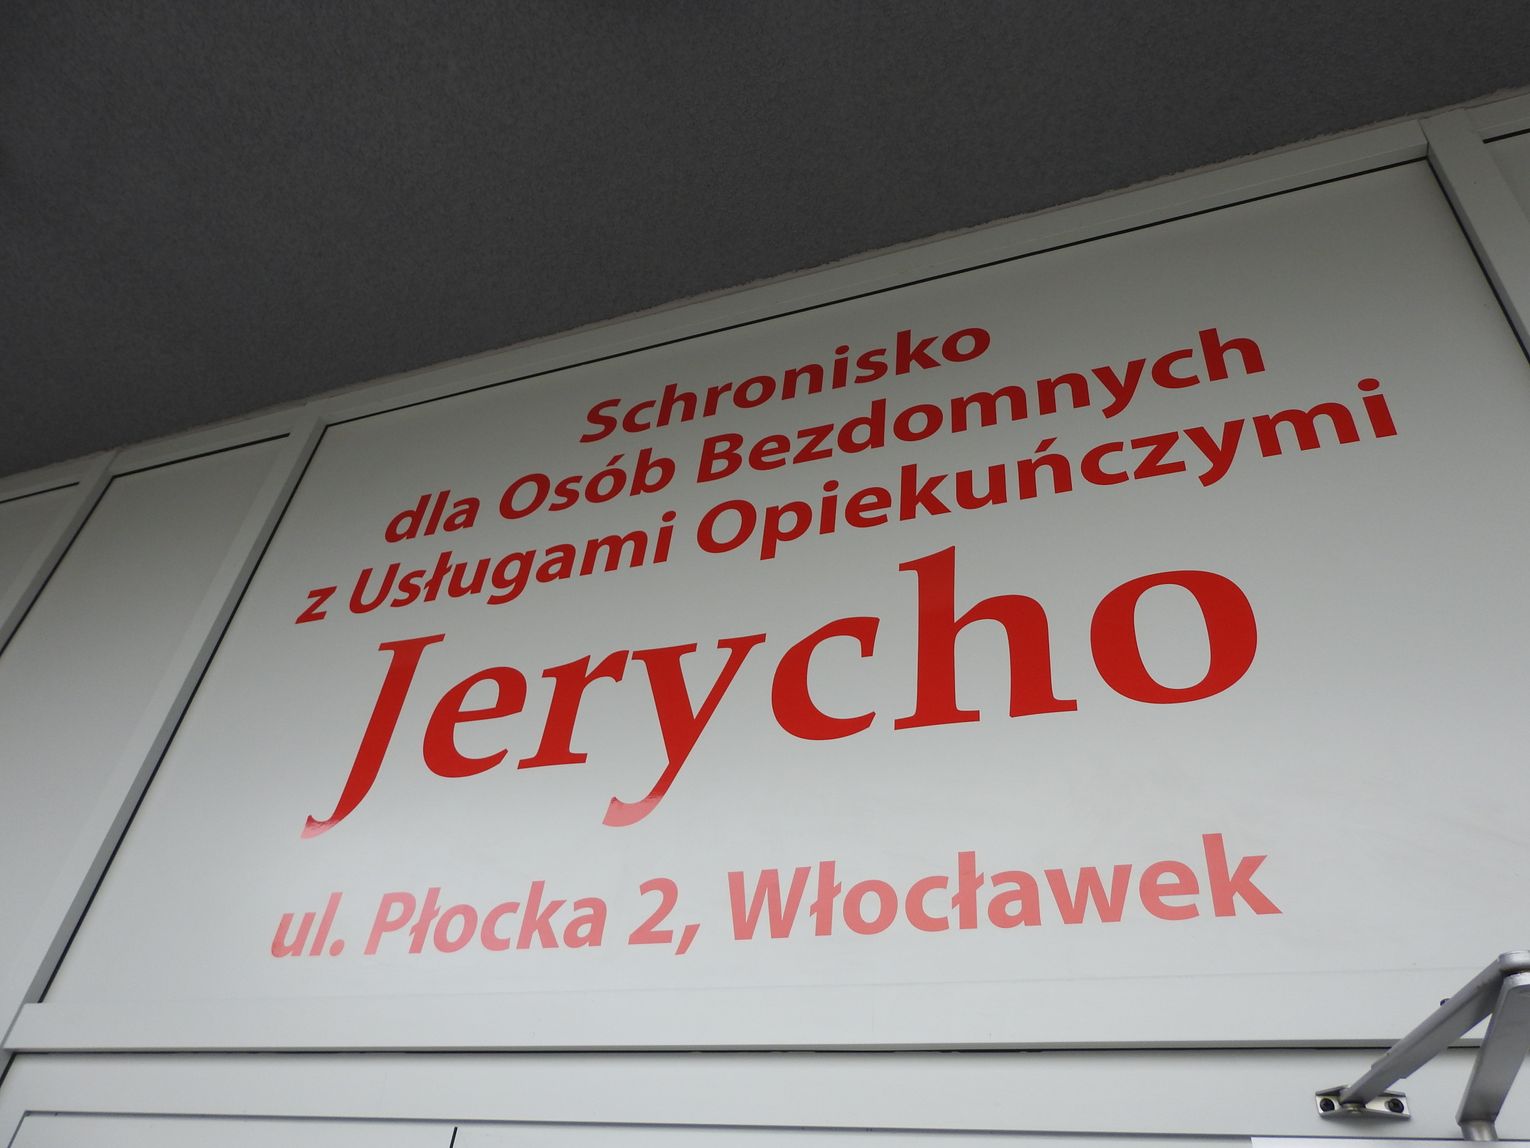 Schronisko
dla Osób Bezdomnych
z Usługami Opiekuńczymi
Jerycho
ul. Płocka 2, Włocławek